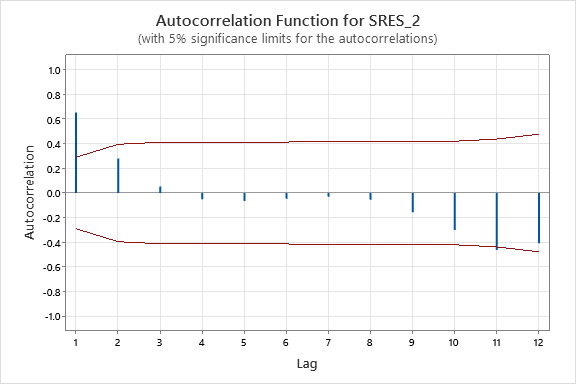 Autocorrelation Function for SRES_2
(with 5% significance limits for the autocorrelations)
Autocorrelation
1.0
0.8
0.6
0.4
0.2
0.0
-0.2
-0.4
-0.6
-0.8
-1.0
1 2 3 4 5 6 7 8 9 10 11 12
Lag